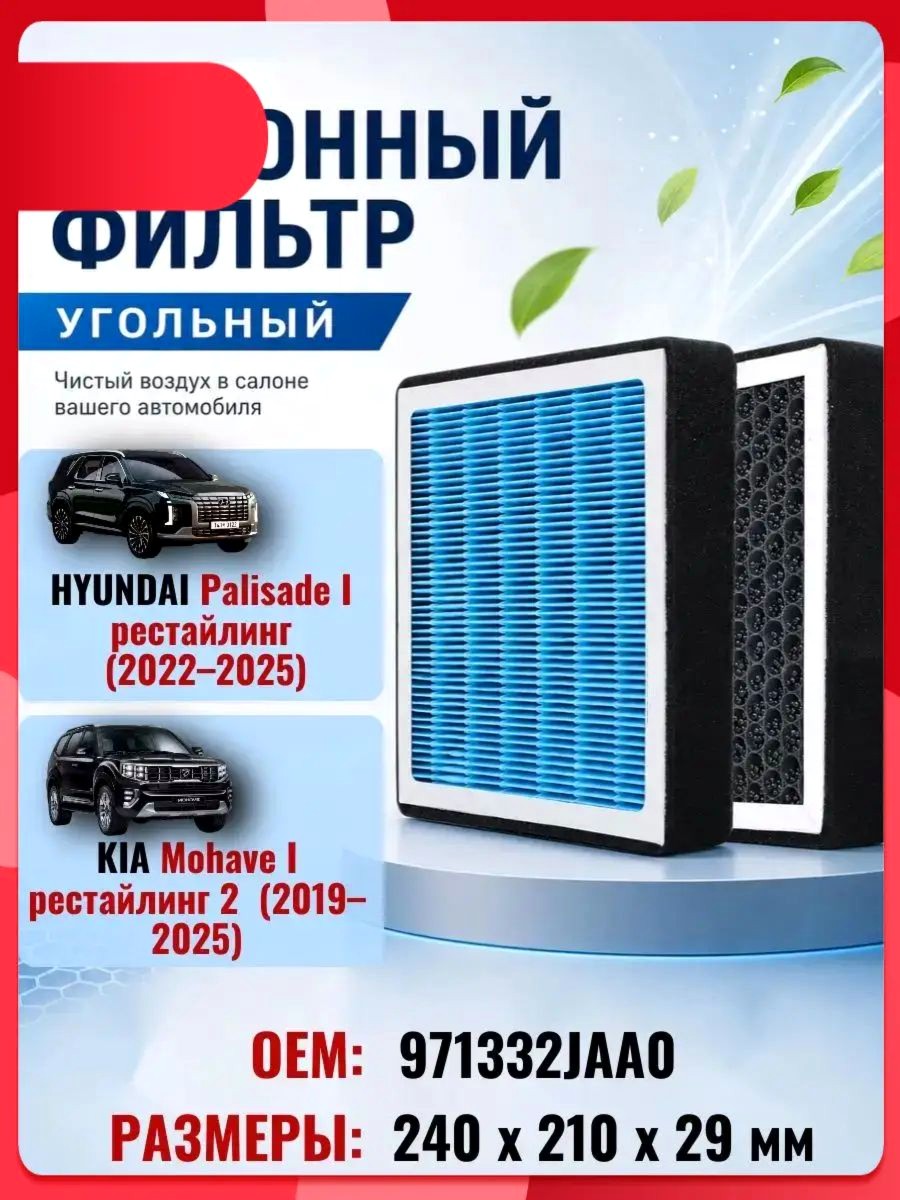 ОННЫЙ
ФИЛЬТР
УГОЛЬНЫЙ
Чистый воздух в салоне
вашего автомобиля
HYUNDAI Palisade I
рестайлинг
(2022–2025)
KIA Mohave I
рестайлинг 2 (2019–
2025)
OEM: 971332JAA0
РАЗМЕРЫ: 240 x 210 x 29 мм